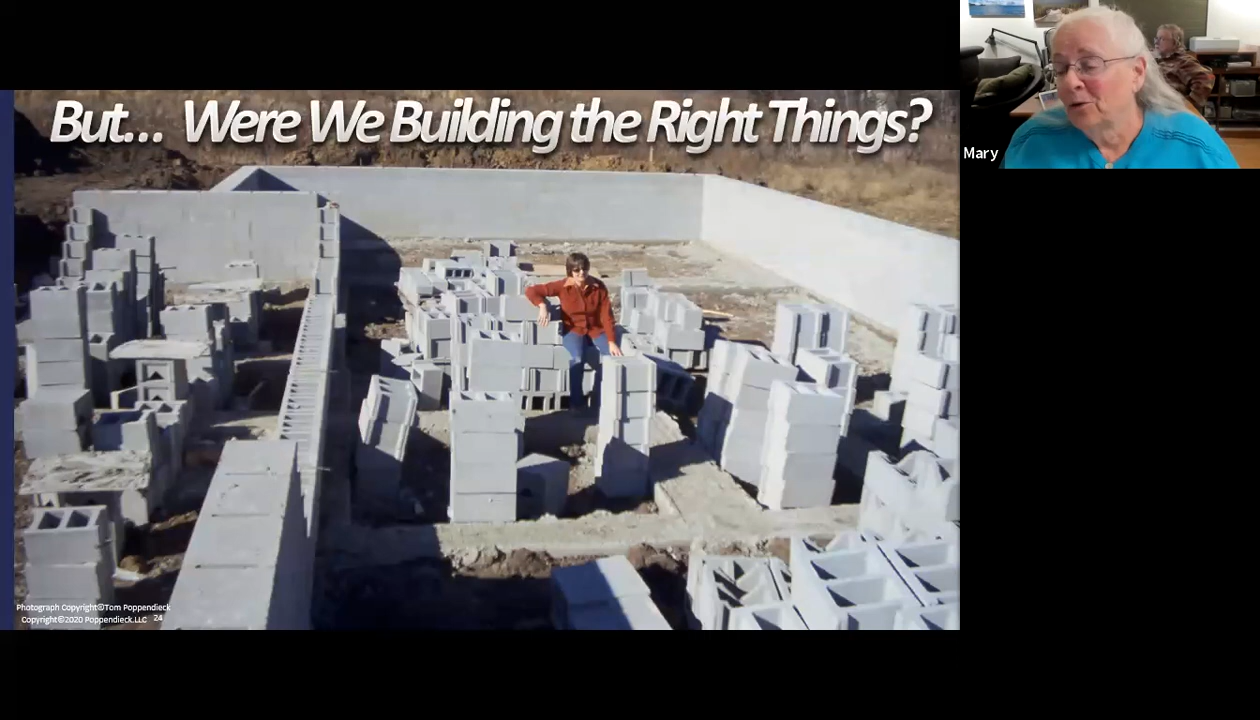 But... Were We Building the Right Things?
Mary
Photograph Copyright©Tom Poppendieck
Copyright©2020 Poppendieck.LLC 24